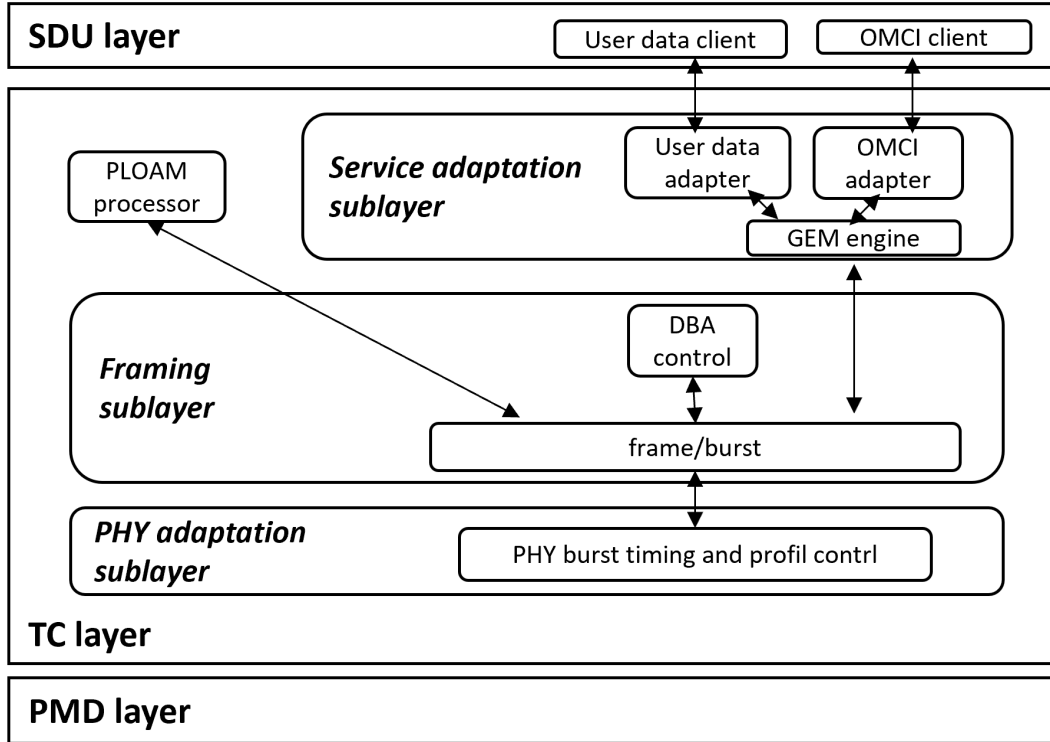 SDU layer
User data client
OMCI client
Service adaptation
sublayer
User data
adapter
OMCI
adapter
PLOAM
processor
GEM engine
DBA
control
Framing
sublayer
frame/burst
PHY adaptation
sublayer
PHY burst timing and profil contrl
TC layer
PMD layer